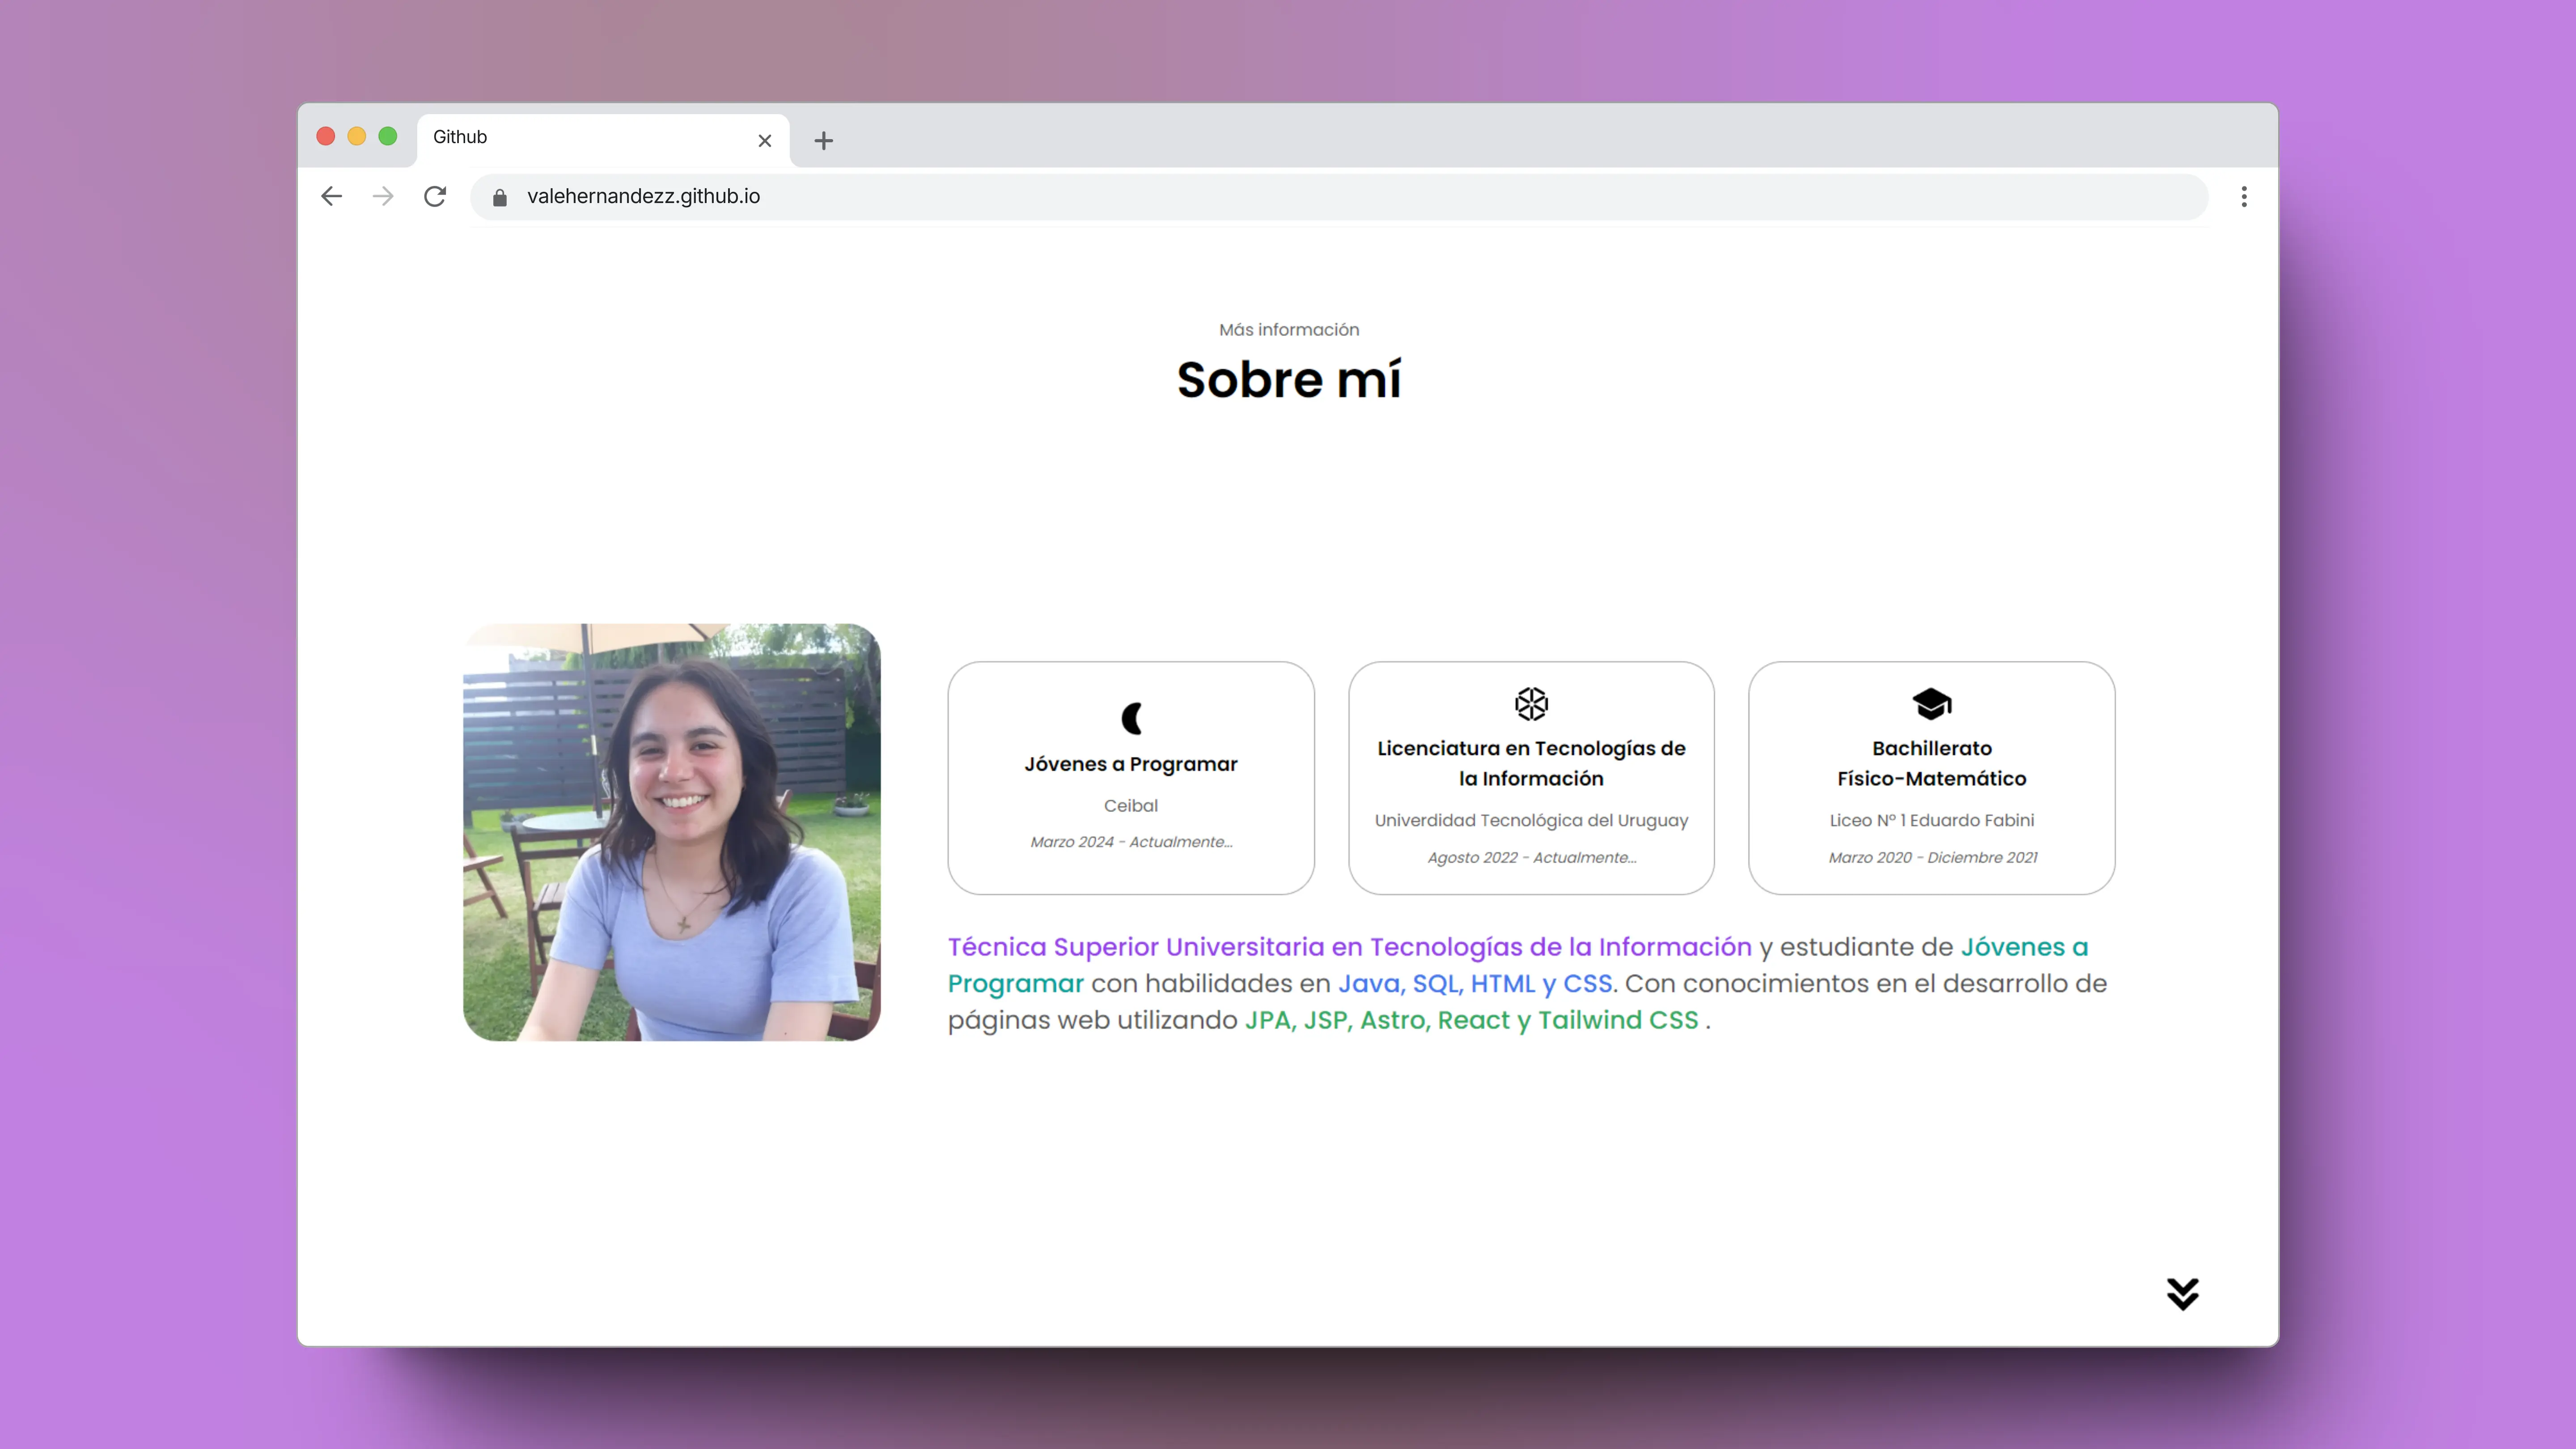 Github
valehernandezz.github.io
Más información
Sobre mí
Jóvenes a Programar
Ceibal
Marzo 2024 - Actualmente...
Licenciatura en Tecnologías de
la Información
Univerdidad Tecnológica del Uruguay
Agosto 2022 - Actualmente...
Bachillerato
Físico-Matemático
Liceo N° 1 Eduardo Fabini
Marzo 2020 - Diciembre 2021
Técnica Superior Universitaria en Tecnologías de la Información y estudiante de Jóvenes a
Programar con habilidades en Java, SQL, HTML y CSS. Con conocimientos en el desarrollo de
páginas web utilizando JPA, JSP, Astro, React y Tailwind CSS .